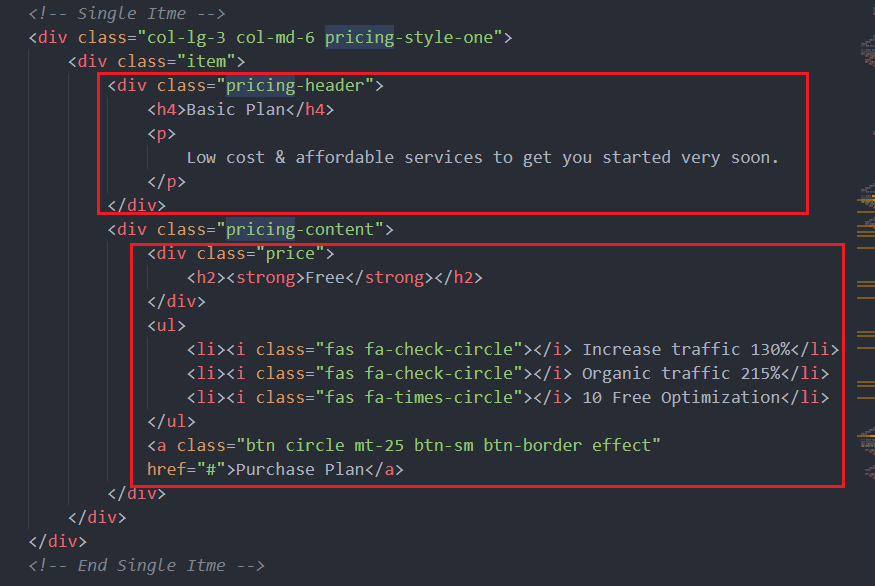 <!-- Single Itme -->
<div class="col-lg-3 col-md-6 pricing-style-one">
<div class="item">
<div class="pricing-header">
<h4>Basic Plan</h4>
<p>
Low cost & affordable services to get you started very soon.
</p>
</div>
<div class="pricing-content">
<div class="price">
<h2><strong>Free</strong></h2>
</div>
<ul>
<li><i class="fas fa-check-circle"></i> Increase traffic 130%</li>
<li><i class="fas fa-check-circle"></i> Organic traffic 215%</li>
<li><i class="fas fa-times-circle"></i> 10 Free Optimization</li>
</ul>
<a class="btn circle mt-25 btn-sm btn-border effect"
href="#">Purchase Plan</a>
</div>
</div>
</div>
<!-- End Single Itme -->